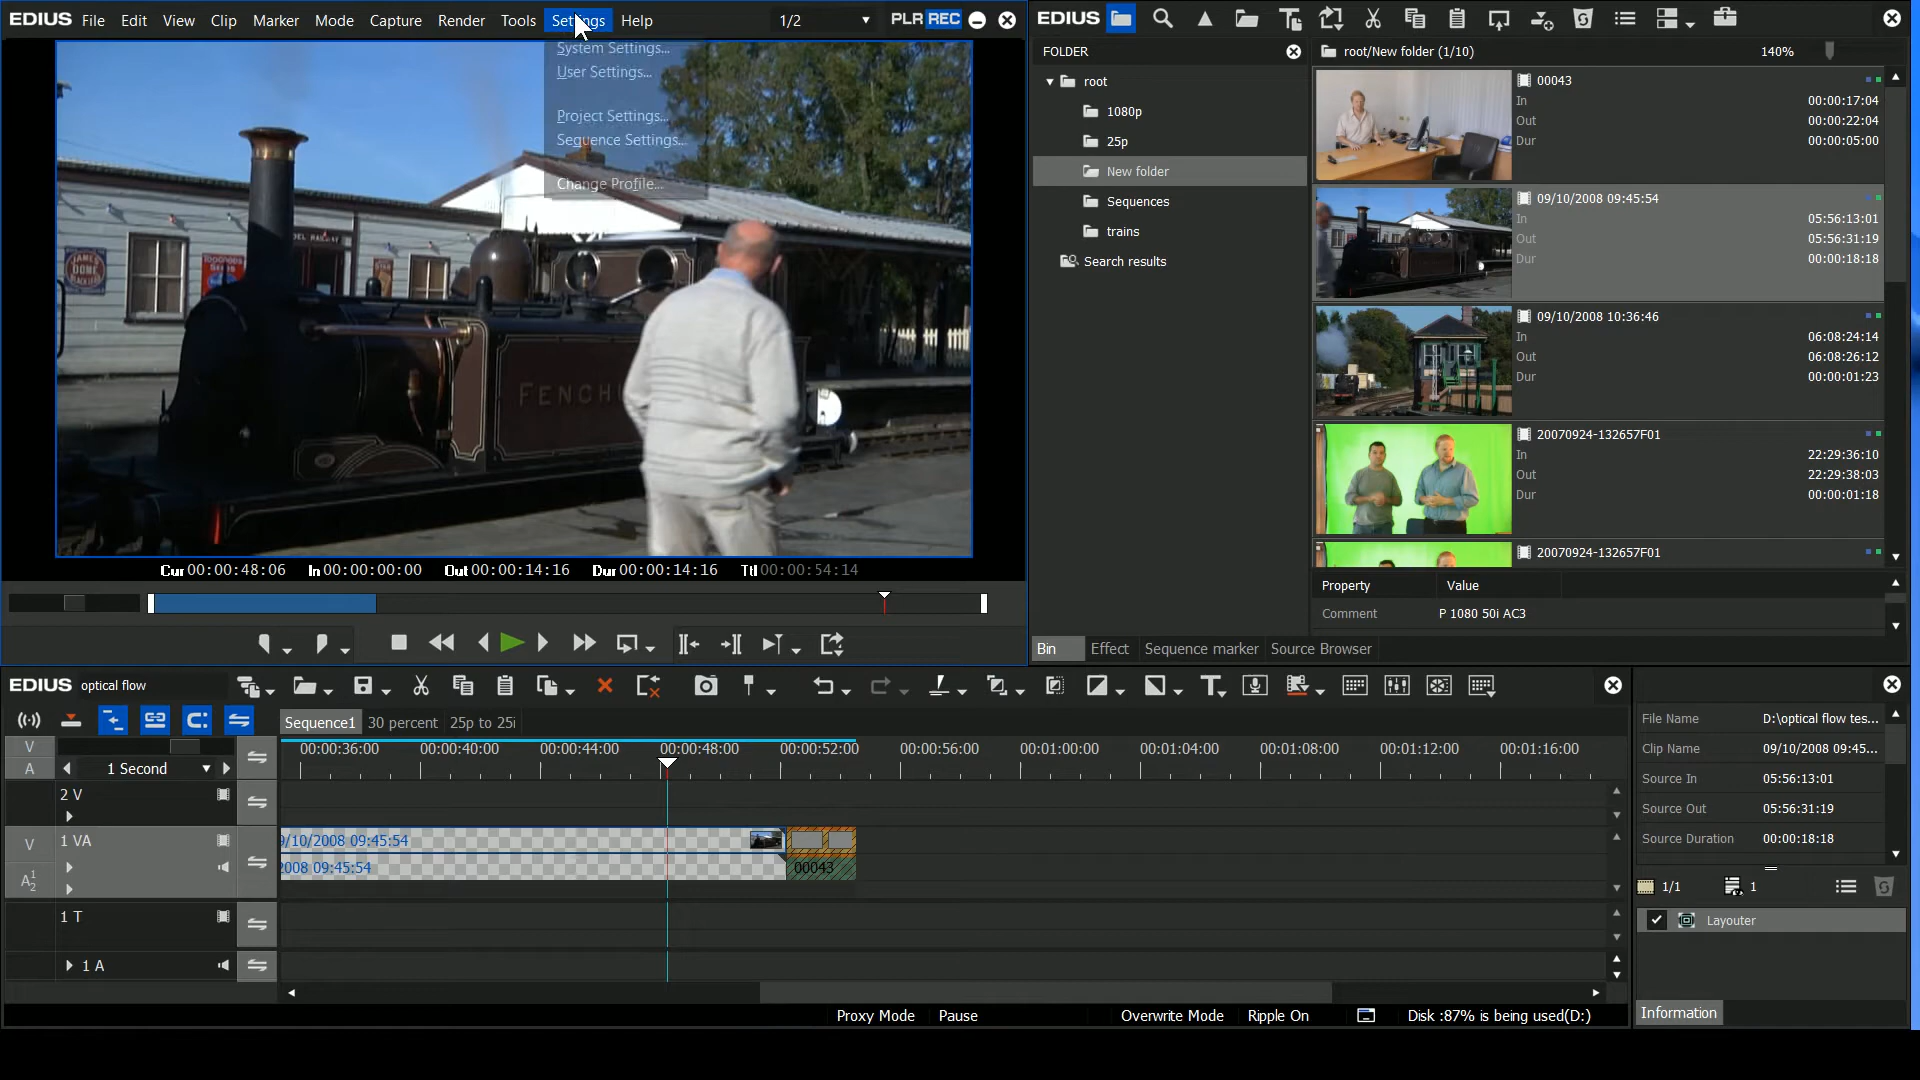 EDIUS File Edit View Clip Marker Mode Capture Render Tools Settings Help 1/2 PLR REC
System Settings...
User Settings...
Project Settings...
Sequence Settings...
Change Profile...
FENCHU
Cur 00:00:48:06 In 00:00:00:00 Out 00:00:14:16 Dur 00:00:14:16 Ttl 00:00:54:14
EDIUS
FOLDER
root/New folder (1/10) 140%
root
1080p
25p
New folder
Sequences
trains
Search results
00043
In 00:00:17:04
Out 00:00:22:04
Dur 00:00:05:00
09/10/2008 09:45:54
In 05:56:13:01
Out 05:56:31:19
Dur 00:00:18:18
09/10/2008 10:36:46
In 06:08:24:14
Out 06:08:26:12
Dur 00:00:01:23
20070924-132657F01
In 22:29:36:10
Out 22:29:38:03
Dur 00:00:01:18
20070924-132657F01
Property Value
Comment P 1080 50i AC3
Bin Effect Sequence marker Source Browser
EDIUS optical flow
Sequence1 30 percent 25p to 25i
V
A 1 Second
00:00:36:00 00:00:40:00 00:00:44:00 00:00:48:00 00:00:52:00 00:00:56:00 00:01:00:00 00:01:04:00 00:01:08:00 00:01:12:00 00:01:16:00
2 V
V 1 VA
9/10/2008 09:45:54
A 1 2
2008 09:45:54 00043
1 T
1 A
Proxy Mode Pause Overwrite Mode Ripple On Disk :87% is being used(D:)
File Name D:\optical flow tes...
Clip Name 09/10/2008 09:45...
Source In 05:56:13:01
Source Out 05:56:31:19
Source Duration 00:00:18:18
1/1 1
Layouter
Information